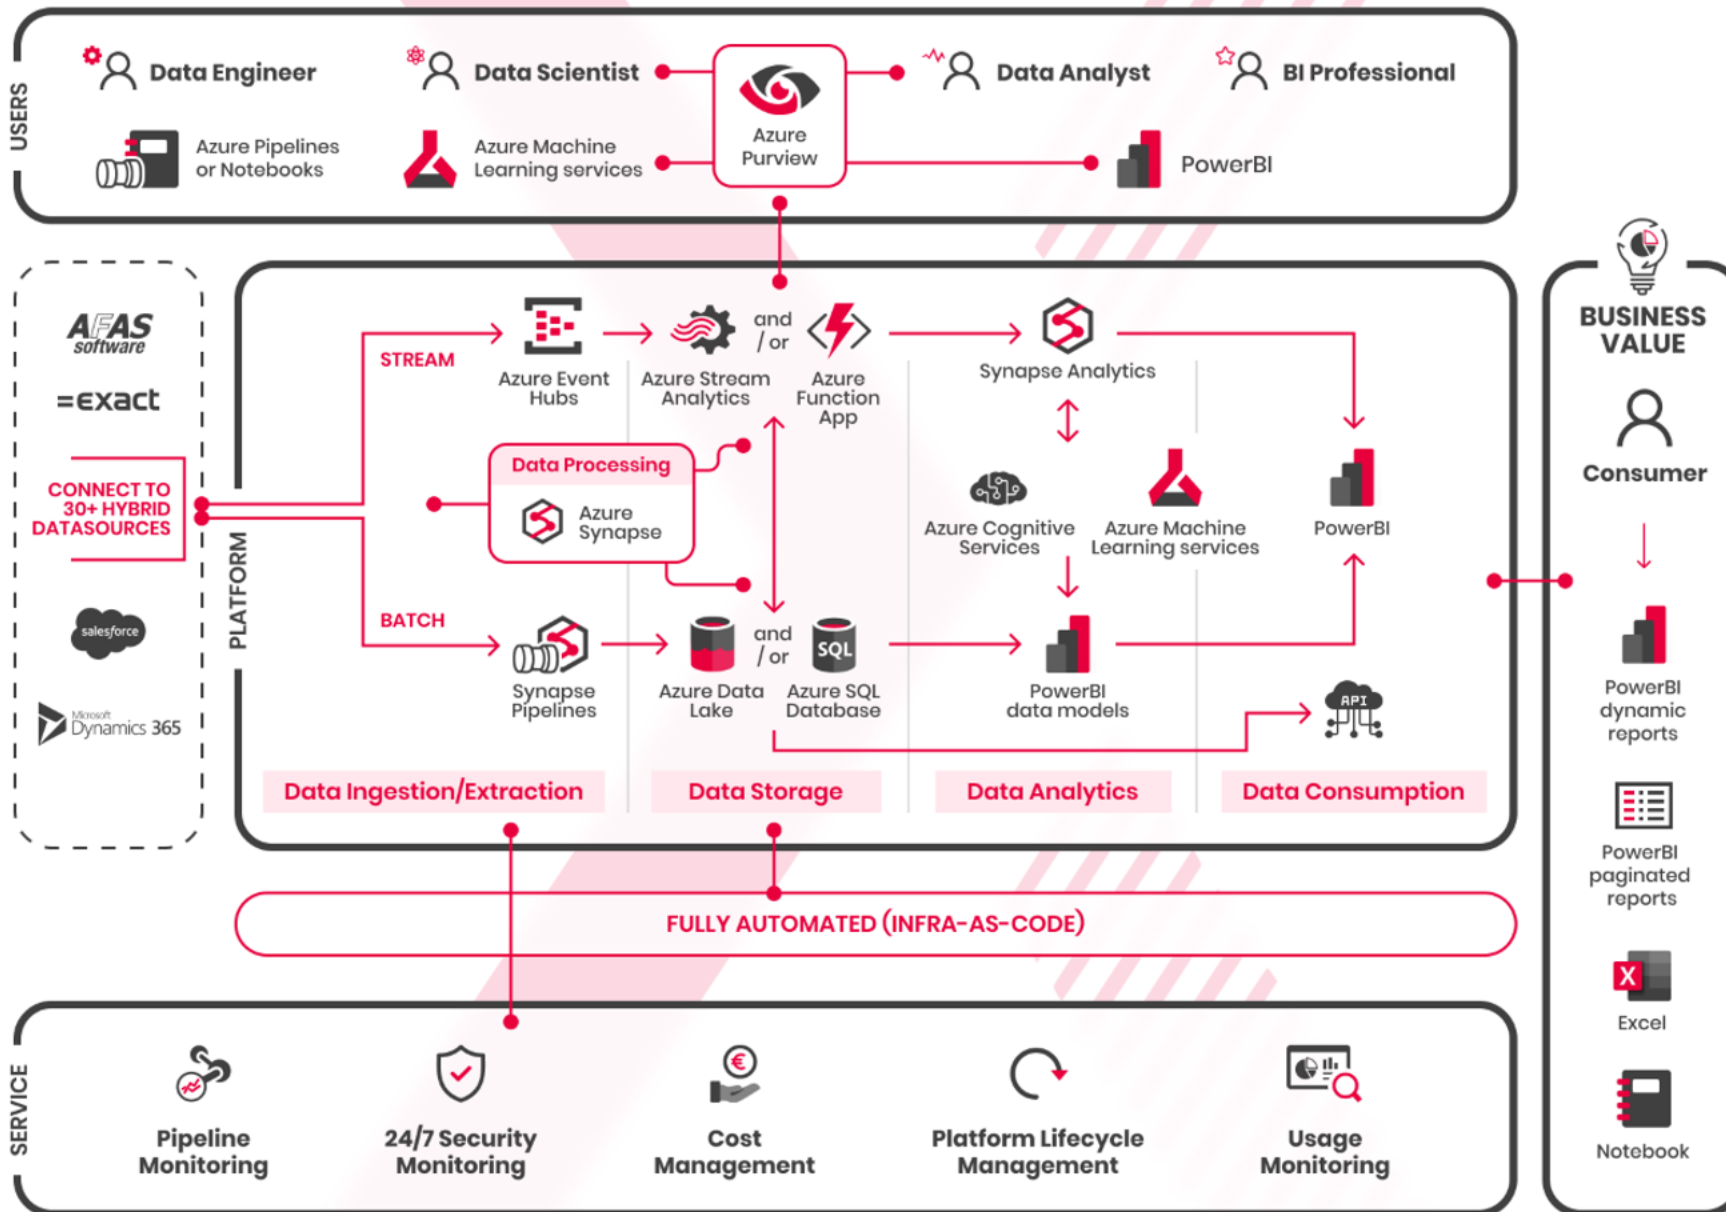 USERS
Data Engineer
Data Scientist
Data Analyst
BI Professional
Azure Pipelines
or Notebooks
Azure Machine
Learning services
Azure
Purview
PowerBI
AFAS
software
=exact
CONNECT TO
30+ HYBRID
DATASOURCES
salesforce
Microsoft
Dynamics 365
PLATFORM
STREAM
Azure Event
Hubs
Azure Stream
Analytics
and
/ or
Azure
Function
App
Synapse Analytics
Data Processing
Azure
Synapse
Azure Cognitive
Services
Azure Machine
Learning services
PowerBI
BATCH
Synapse
Pipelines
Azure Data
Lake
and
/ or
SQL
Azure SQL
Database
PowerBI
data models
API
Data Ingestion/Extraction
Data Storage
Data Analytics
Data Consumption
FULLY AUTOMATED (INFRA-AS-CODE)
SERVICE
Pipeline
Monitoring
24/7 Security
Monitoring
€
Cost
Management
Platform Lifecycle
Management
Usage
Monitoring
BUSINESS
VALUE
Consumer
PowerBI
dynamic
reports
PowerBI
paginated
reports
X
Excel
Notebook